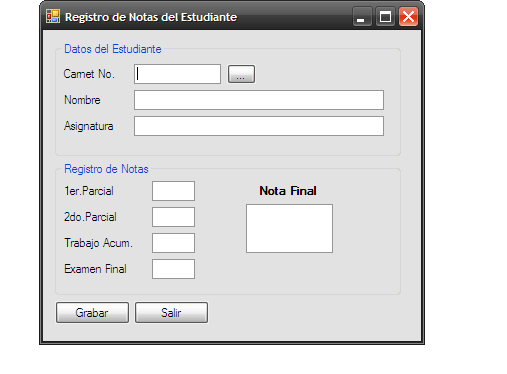 Registro de Notas del Estudiante
Datos del Estudiante
Carnet No.
...
Nombre
Asignatura
Registro de Notas
1er.Parcial
Nota Final
2do.Parcial
Trabajo Acum.
Examen Final
Grabar Salir